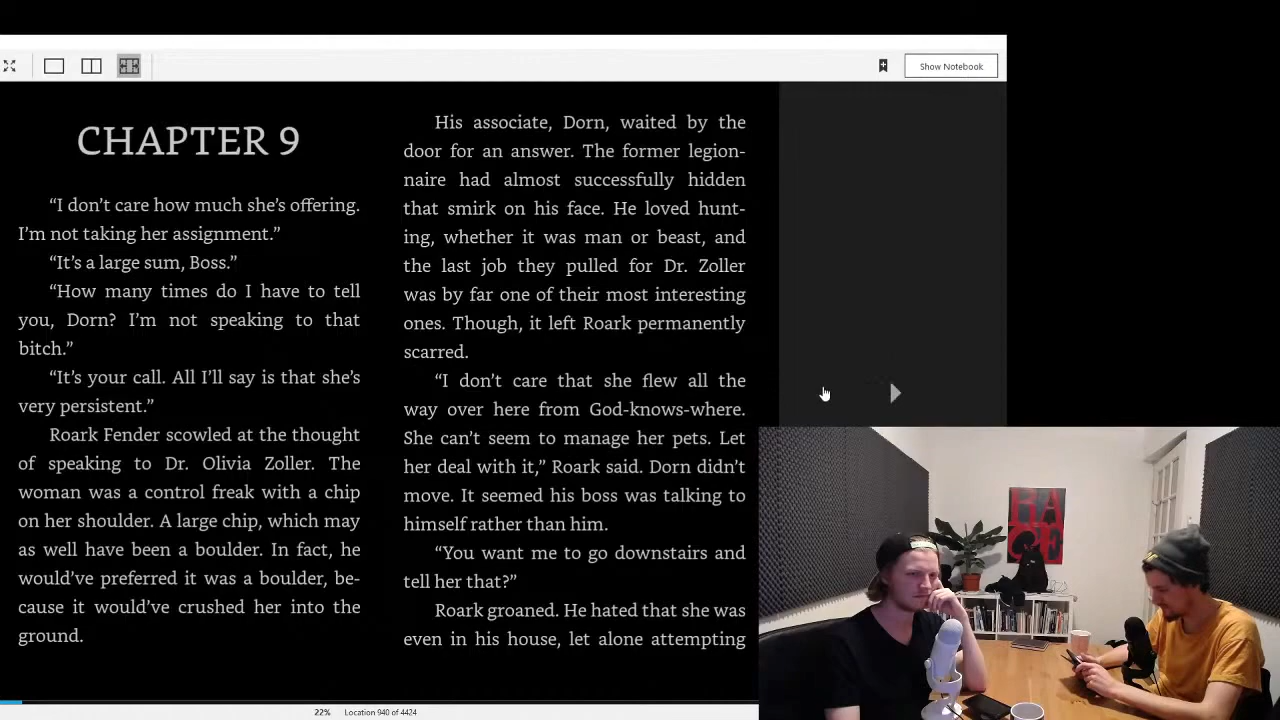 Show Notebook
CHAPTER 9
“I don’t care how much she’s offering.
I’m not taking her assignment.”
“It’s a large sum, Boss.”
“How many times do I have to tell
you, Dorn? I’m not speaking to that
bitch.”
“It’s your call. All I’ll say is that she’s
very persistent.”
Roark Fender scowled at the thought
of speaking to Dr. Olivia Zoller. The
woman was a control freak with a chip
on her shoulder. A large chip, which may
as well have been a boulder. In fact, he
would’ve preferred it was a boulder, be-
cause it would’ve crushed her into the
ground.
His associate, Dorn, waited by the
door for an answer. The former legion-
naire had almost successfully hidden
that smirk on his face. He loved hunt-
ing, whether it was man or beast, and
the last job they pulled for Dr. Zoller
was by far one of their most interesting
ones. Though, it left Roark permanently
scarred.
“I don’t care that she flew all the
way over here from God-knows-where.
She can’t seem to manage her pets. Let
her deal with it,” Roark said. Dorn didn’t
move. It seemed his boss was talking to
himself rather than him.
“You want me to go downstairs and
tell her that?”
Roark groaned. He hated that she was
even in his house, let alone attempting
22% Location 940 of 4424
RA
GE